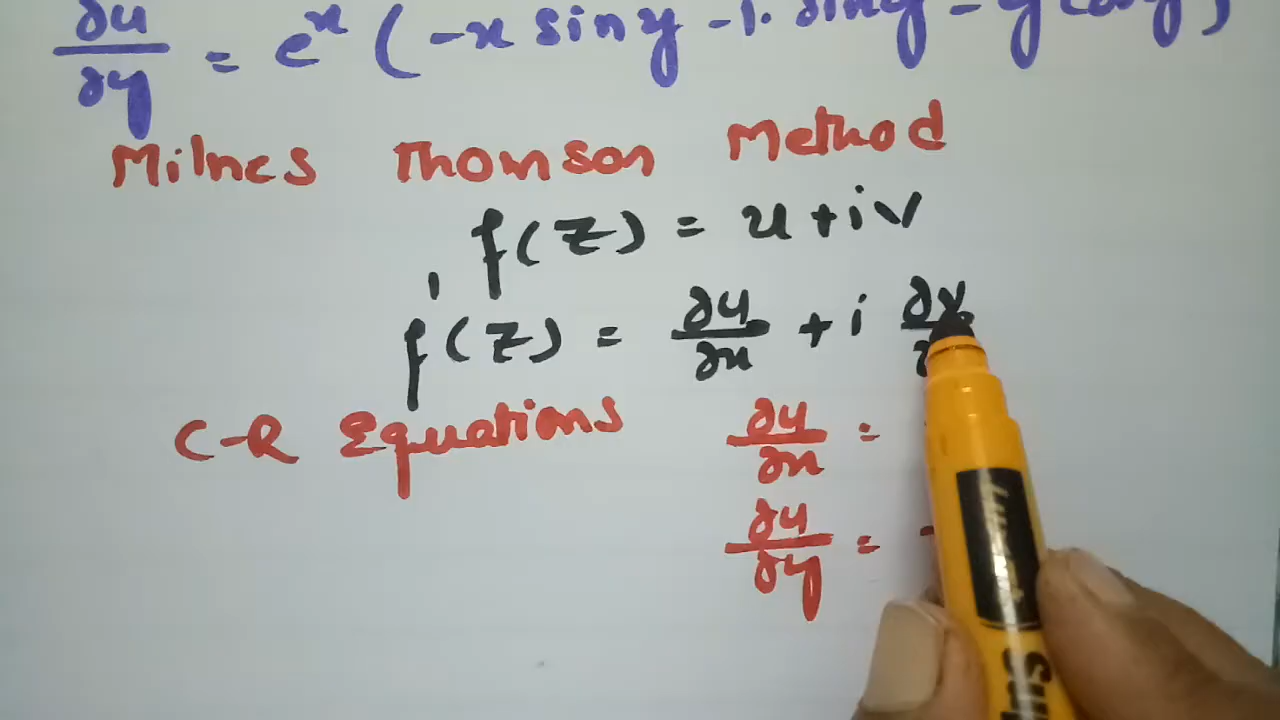 ∂u/∂y = e^x (-x sin y - 1. sin y - y cos y)
Milnes Thomson Method
f(Z) = u + iv
f'(Z) = ∂u/∂x + i ∂v/
C-R Equations ∂u/∂x =
∂u/∂y = -